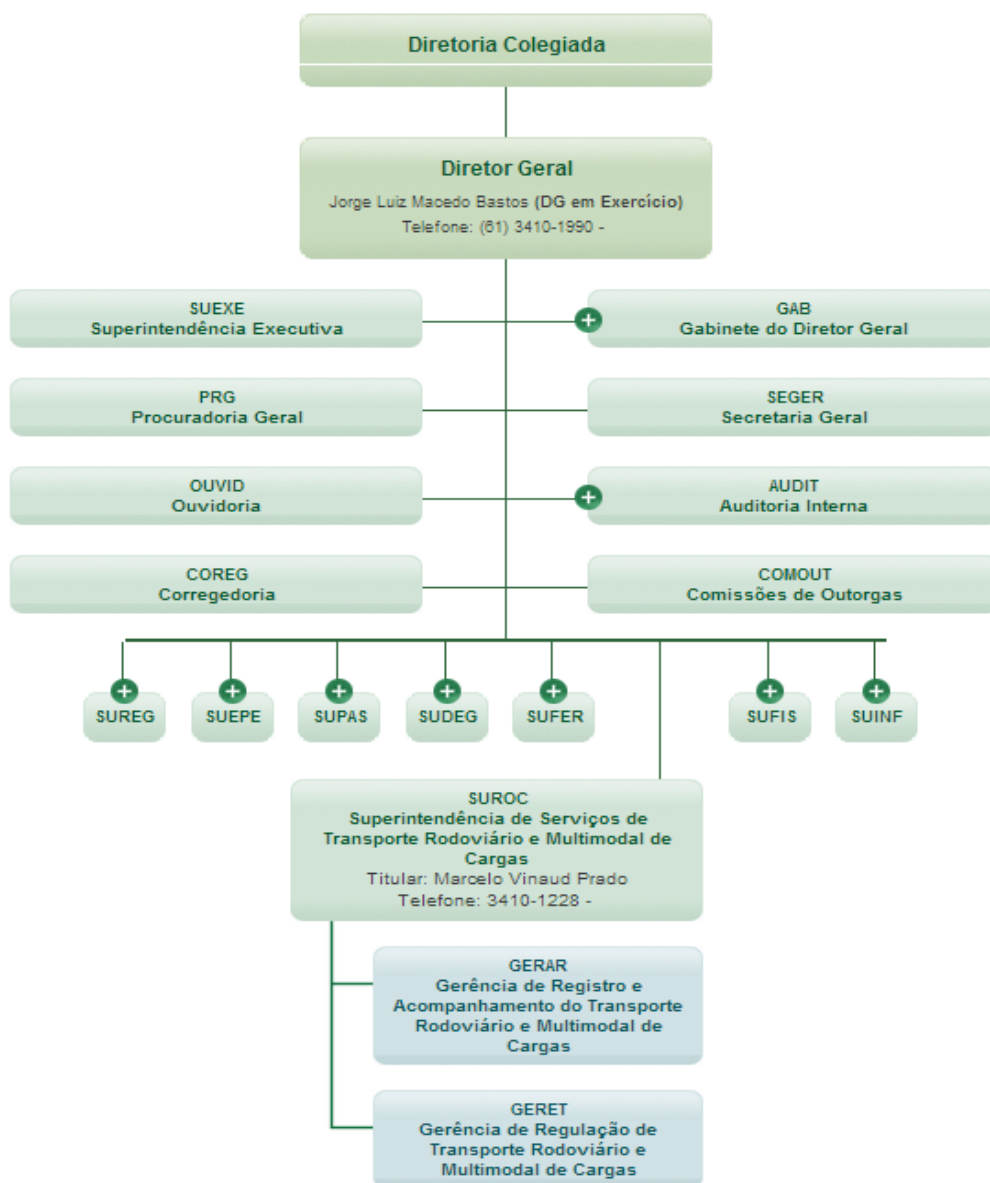 Diretoria Colegiada
Diretor Geral
Jorge Luiz Macedo Bastos (DG em Exercício)
Telefone: (61) 3410-1990 -
SUEXE
Superintendência Executiva
GAB
Gabinete do Diretor Geral
PRG
Procuradoria Geral
SEGER
Secretaria Geral
OUVID
Ouvidoria
AUDIT
Auditoria Interna
COREG
Corregedoria
COMOUT
Comissões de Outorgas
SUREG
SUEPE
SUPAS
SUDEG
SUFER
SUFIS
SUINF
SUROC
Superintendência de Serviços de
Transporte Rodoviário e Multimodal de
Cargas
Titular: Marcelo Vinaud Prado
Telefone: 3410-1228 -
GERAR
Gerência de Registro e
Acompanhamento do Transporte
Rodoviário e Multimodal de
Cargas
GERET
Gerência de Regulação de
Transporte Rodoviário e
Multimodal de Cargas